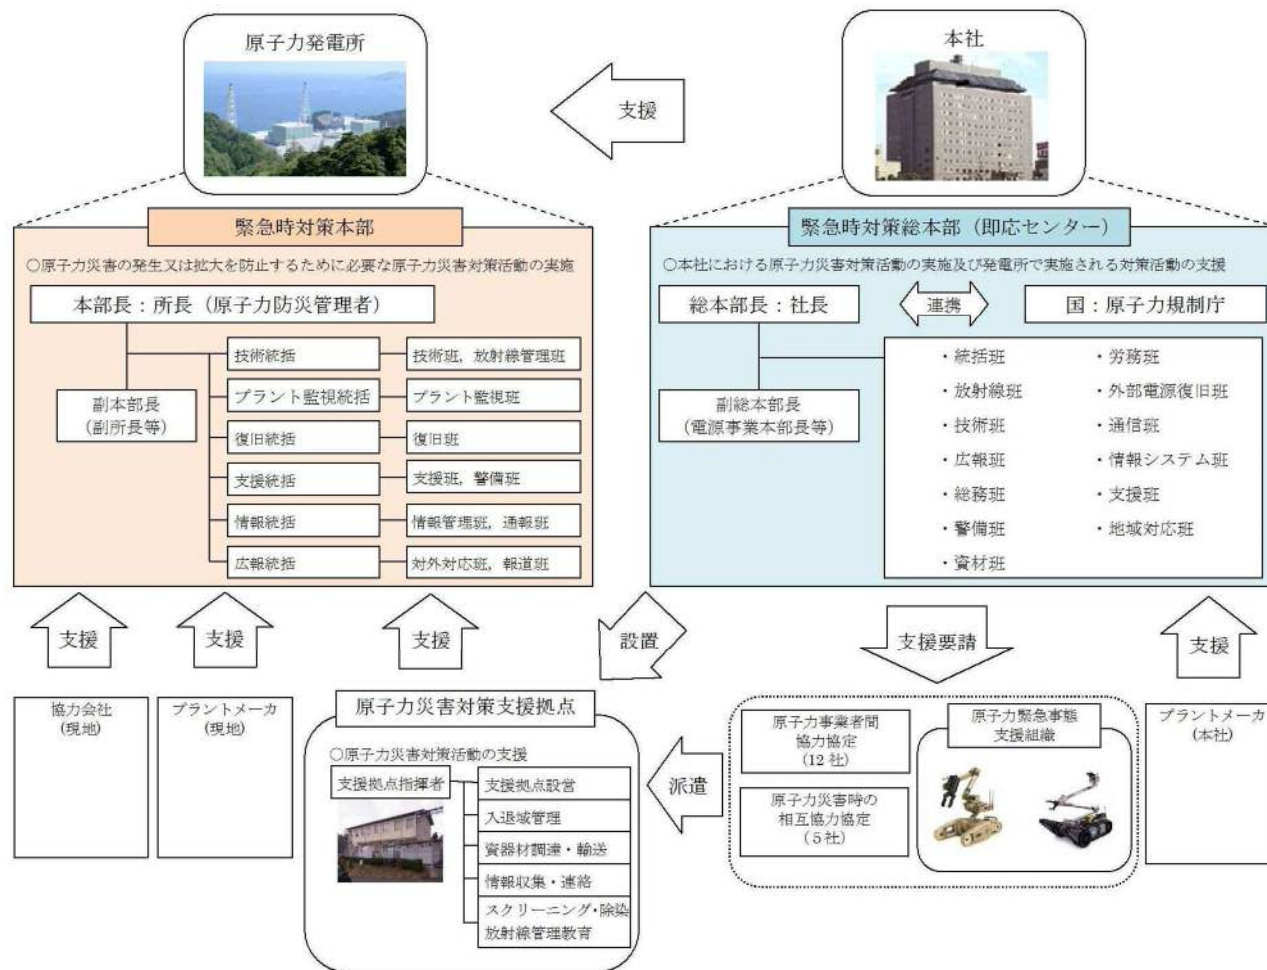 原子力発電所
本社
支援
緊急時対策本部
○原子力災害の発生又は拡大を防止するために必要な原子力災害対策活動の実施
本部長：所長（原子力防災管理者）
副本部長
(副所長等)
技術統括
技術班，放射線管理班
プラント監視統括
プラント監視班
復旧統括
復旧班
支援統括
支援班，警備班
情報統括
情報管理班，通報班
広報統括
対外対応班，報道班
緊急時対策総本部（即応センター）
○本社における原子力災害対策活動の実施及び発電所で実施される対策活動の支援
総本部長：社長
連携
国：原子力規制庁
副総本部長
(電源事業本部長等)
・統括班
・放射線班
・技術班
・広報班
・総務班
・警備班
・資材班
・労務班
・外部電源復旧班
・通信班
・情報システム班
・支援班
・地域対応班
支援
支援
支援
設置
支援要請
支援
協力会社
(現地)
プラントメーカ
(現地)
原子力災害対策支援拠点
○原子力災害対策活動の支援
支援拠点指揮者
支援拠点設営
入退域管理
資器材調達・輸送
情報収集・連絡
スクリーニング・除染
放射線管理教育
派遣
原子力事業者間
協力協定
(12 社)
原子力災害時の
相互協力協定
(５社)
原子力緊急事態
支援組織
プラントメーカ
(本社)